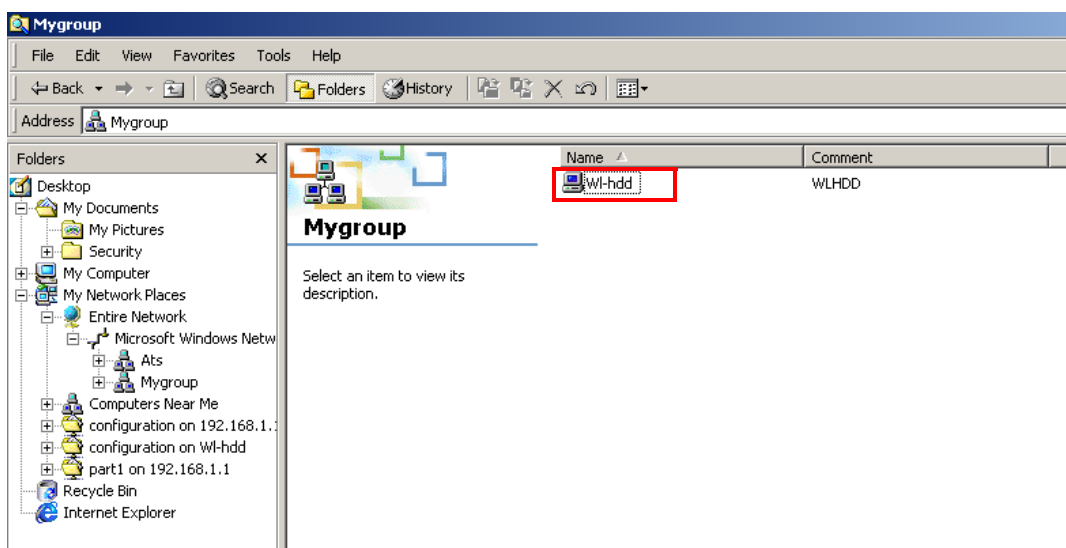 Mygroup
File Edit View Favorites Tools Help
Back Search Folders History
Address Mygroup
Folders x
Desktop
My Documents
My Pictures
Security
My Computer
My Network Places
Entire Network
Microsoft Windows Netw
Ats
Mygroup
Computers Near Me
configuration on 192.168.1.
configuration on Wl-hdd
part1 on 192.168.1.1
Recycle Bin
Internet Explorer
Mygroup
Select an item to view its
description.
Name Comment
Wl-hdd WLHDD